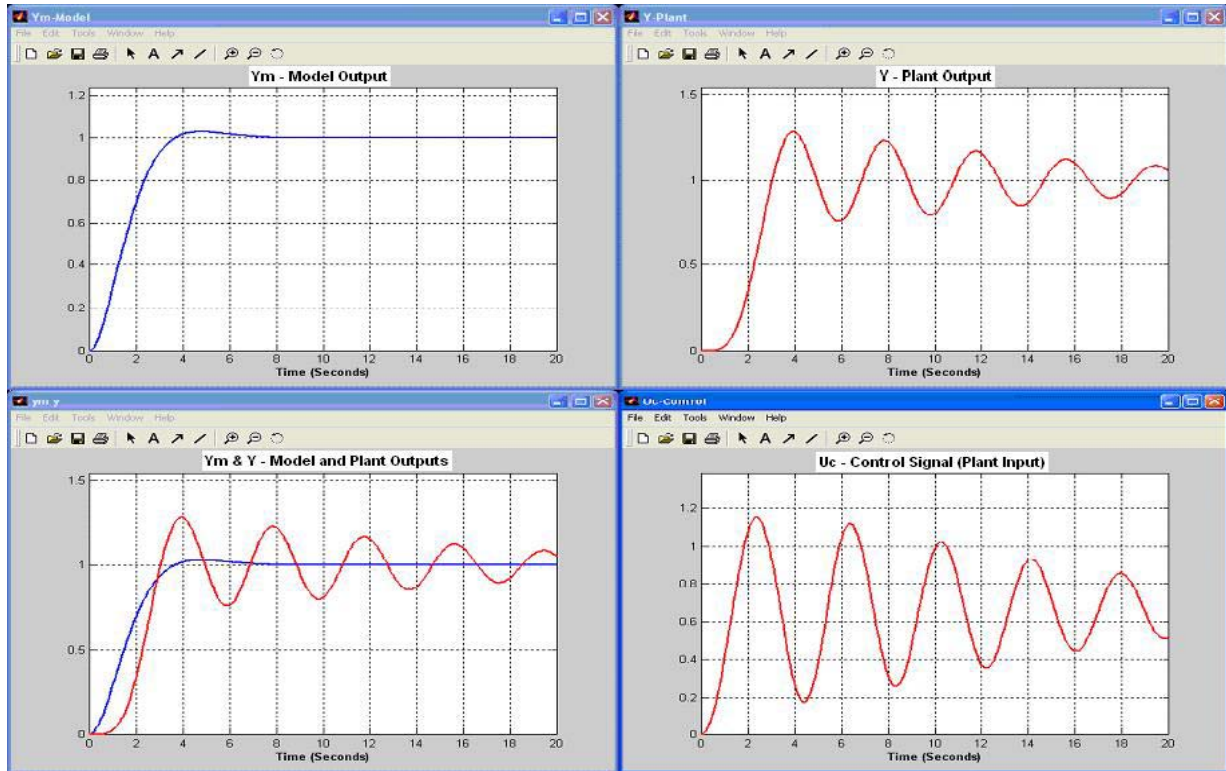 Ym-Model
File Edit Tools Window Help
A
Ym - Model Output
1.2
1
0.8
0.6
0.4
0.2
0
0 2 4 6 8 10 12 14 16 18 20
Time (Seconds)
Y-Plant
File Edit Tools Window Help
A
Y - Plant Output
1.5
1
0.5
0
0 2 4 6 8 10 12 14 16 18 20
Time (Seconds)
ym,y
File Edit Tools Window Help
A
Ym & Y - Model and Plant Outputs
1.5
1
0.5
0
0 2 4 6 8 10 12 14 16 18 20
Time (Seconds)
Uc-Control
File Edit Tools Window Help
A
Uc - Control Signal (Plant Input)
1.2
1
0.8
0.6
0.4
0.2
0
0 2 4 6 8 10 12 14 16 18 20
Time (Seconds)